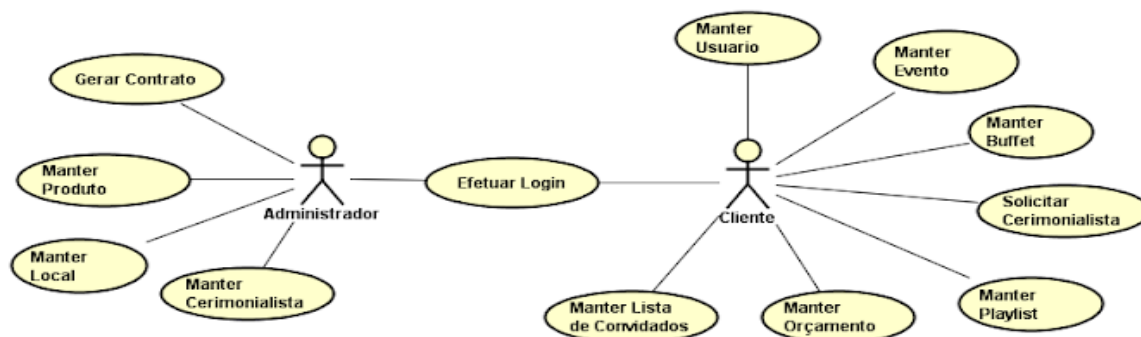 Manter
Usuario
Manter
Evento
Gerar Contrato
Manter
Buffet
Manter
Produto
Efetuar Login
Administrador
Cliente
Solicitar
Cerimonialista
Manter
Local
Manter
Cerimonialista
Manter Lista
de Convidados
Manter
Orçamento
Manter
Playlist